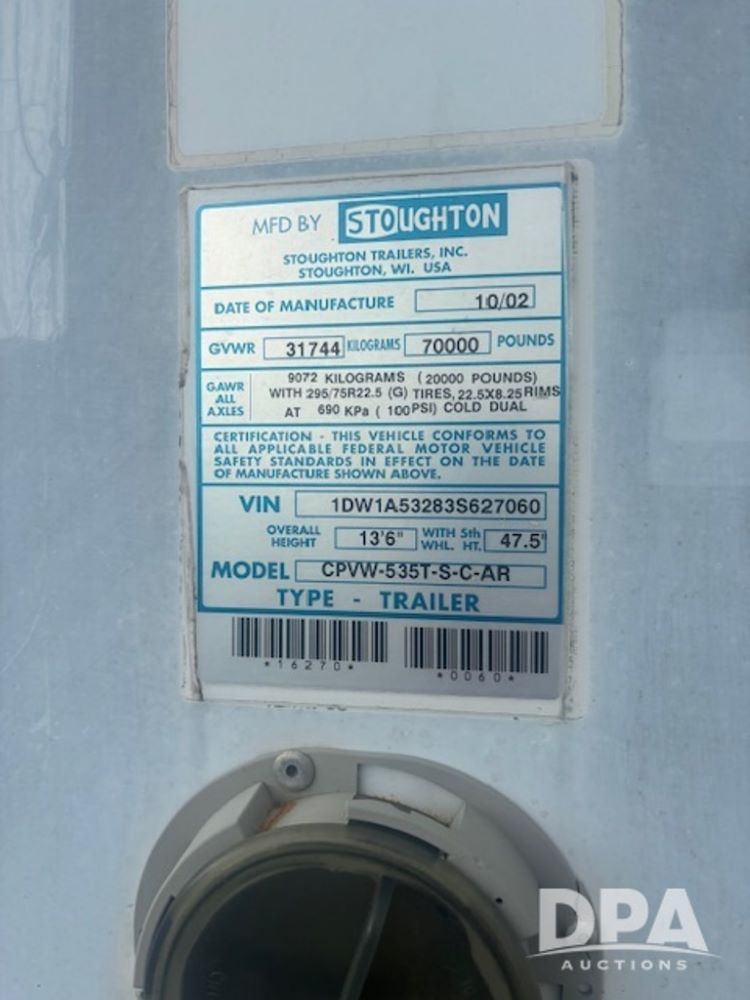 MFD BY STOUGHTON
STOUGHTON TRAILERS, INC.
STOUGHTON, WI. USA
DATE OF MANUFACTURE 10/02
GVWR 31744 KILOGRAMS 70000 POUNDS
GAWR ALL AXLES
9072 KILOGRAMS (20000 POUNDS)
WITH 295/75R22.5 (G) TIRES, 22.5X8.25 RIMS
AT 690 KPa (100PSI) COLD DUAL
CERTIFICATION - THIS VEHICLE CONFORMS TO
ALL APPLICABLE FEDERAL MOTOR VEHICLE
SAFETY STANDARDS IN EFFECT ON THE DATE
OF MANUFACTURE SHOWN ABOVE.
VIN 1DW1A53283S627060
OVERALL HEIGHT 13'6" WITH 5th WHL. HT. 47.5"
MODEL CPVW-535T-S-C-AR
TYPE - TRAILER
*16270*
*0060*
DPA
AUCTIONS